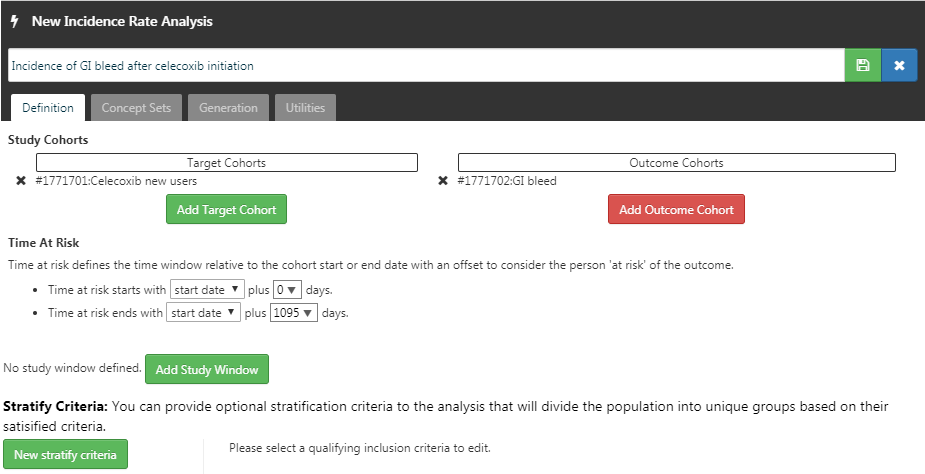 New Incidence Rate Analysis
Incidence of GI bleed after celecoxib initiation
Definition Concept Sets Generation Utilities
Study Cohorts
Target Cohorts Outcome Cohorts
#1771701:Celecoxib new users #1771702:GI bleed
Add Target Cohort Add Outcome Cohort
Time At Risk
Time at risk defines the time window relative to the cohort start or end date with an offset to consider the person 'at risk' of the outcome.
• Time at risk starts with start date ▼ plus 0 ▼ days.
• Time at risk ends with start date ▼ plus 1095 ▼ days.
No study window defined. Add Study Window
Stratify Criteria: You can provide optional stratification criteria to the analysis that will divide the population into unique groups based on their
satisified criteria.
New stratify criteria Please select a qualifying inclusion criteria to edit.